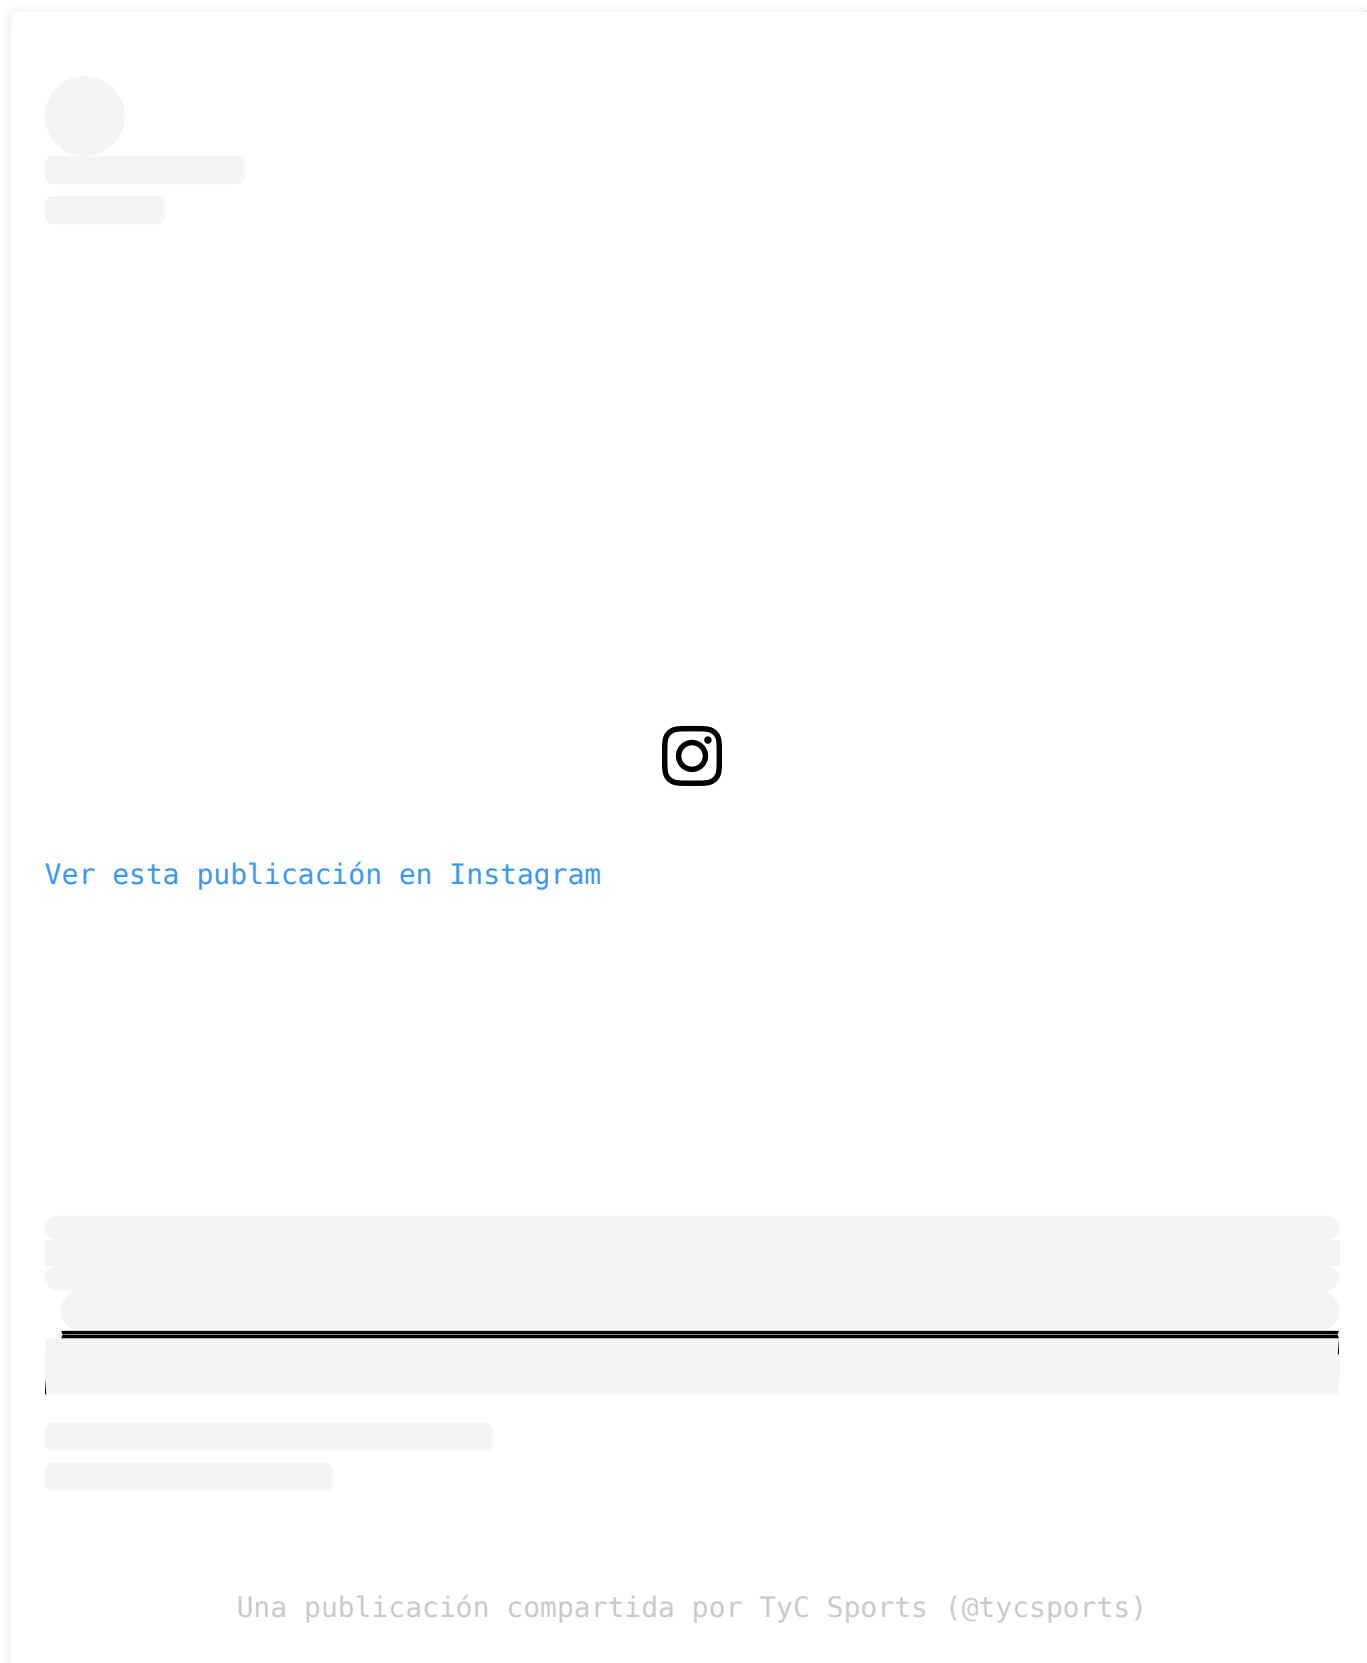 Ver esta publicación en Instagram
Una publicación compartida por TyC Sports (@tycsports)